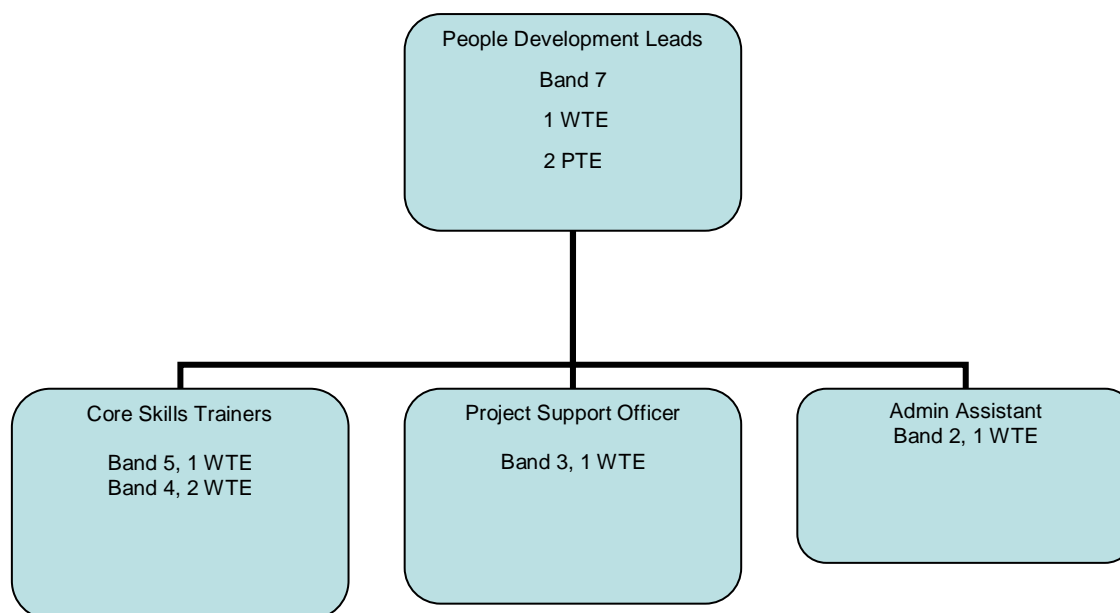 People Development Leads
Band 7
1 WTE
2 PTE
Core Skills Trainers
Band 5, 1 WTE
Band 4, 2 WTE
Project Support Officer
Band 3, 1 WTE
Admin Assistant
Band 2, 1 WTE